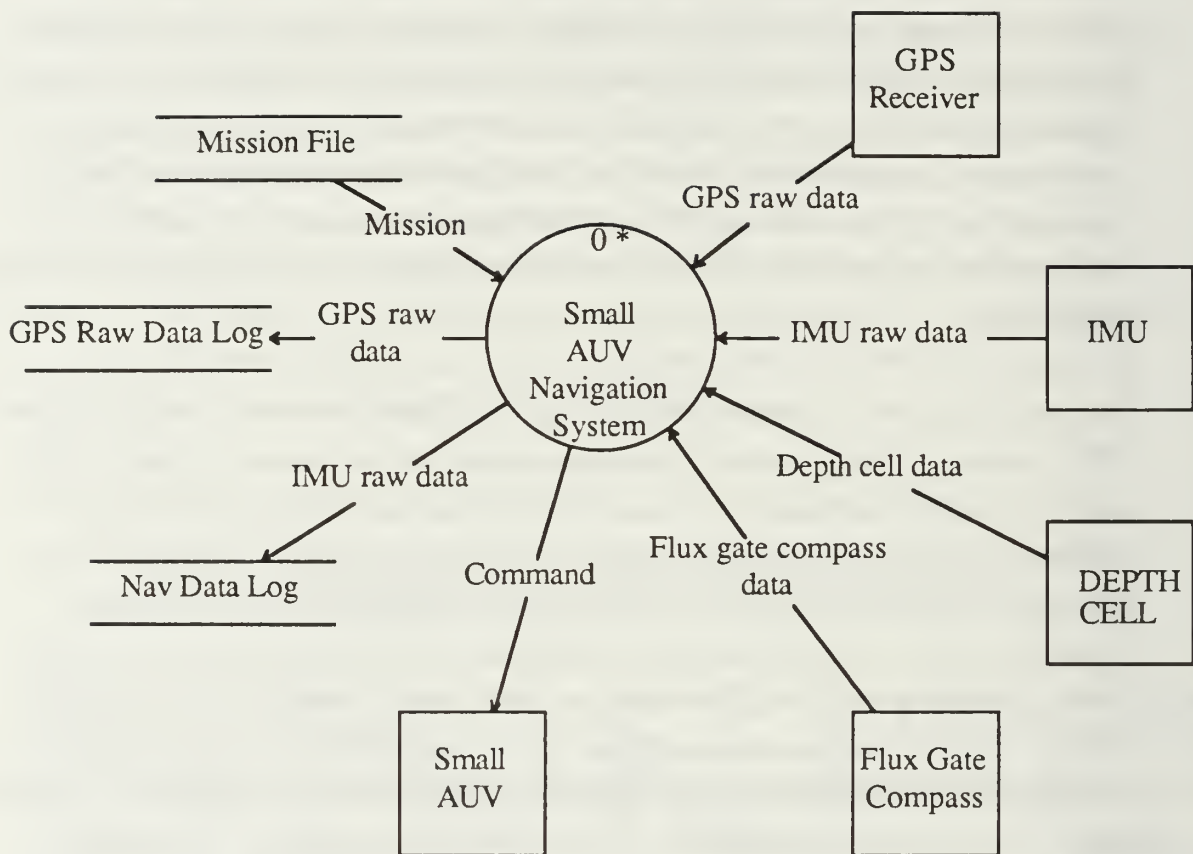 GPS
Receiver
Mission File
GPS raw data
Mission
0 *
Small
AUV
Navigation
System
GPS Raw Data Log
GPS raw
data
IMU raw data
IMU
IMU raw data
Depth cell data
Flux gate compass
data
Nav Data Log
Command
DEPTH
CELL
Small
AUV
Flux Gate
Compass